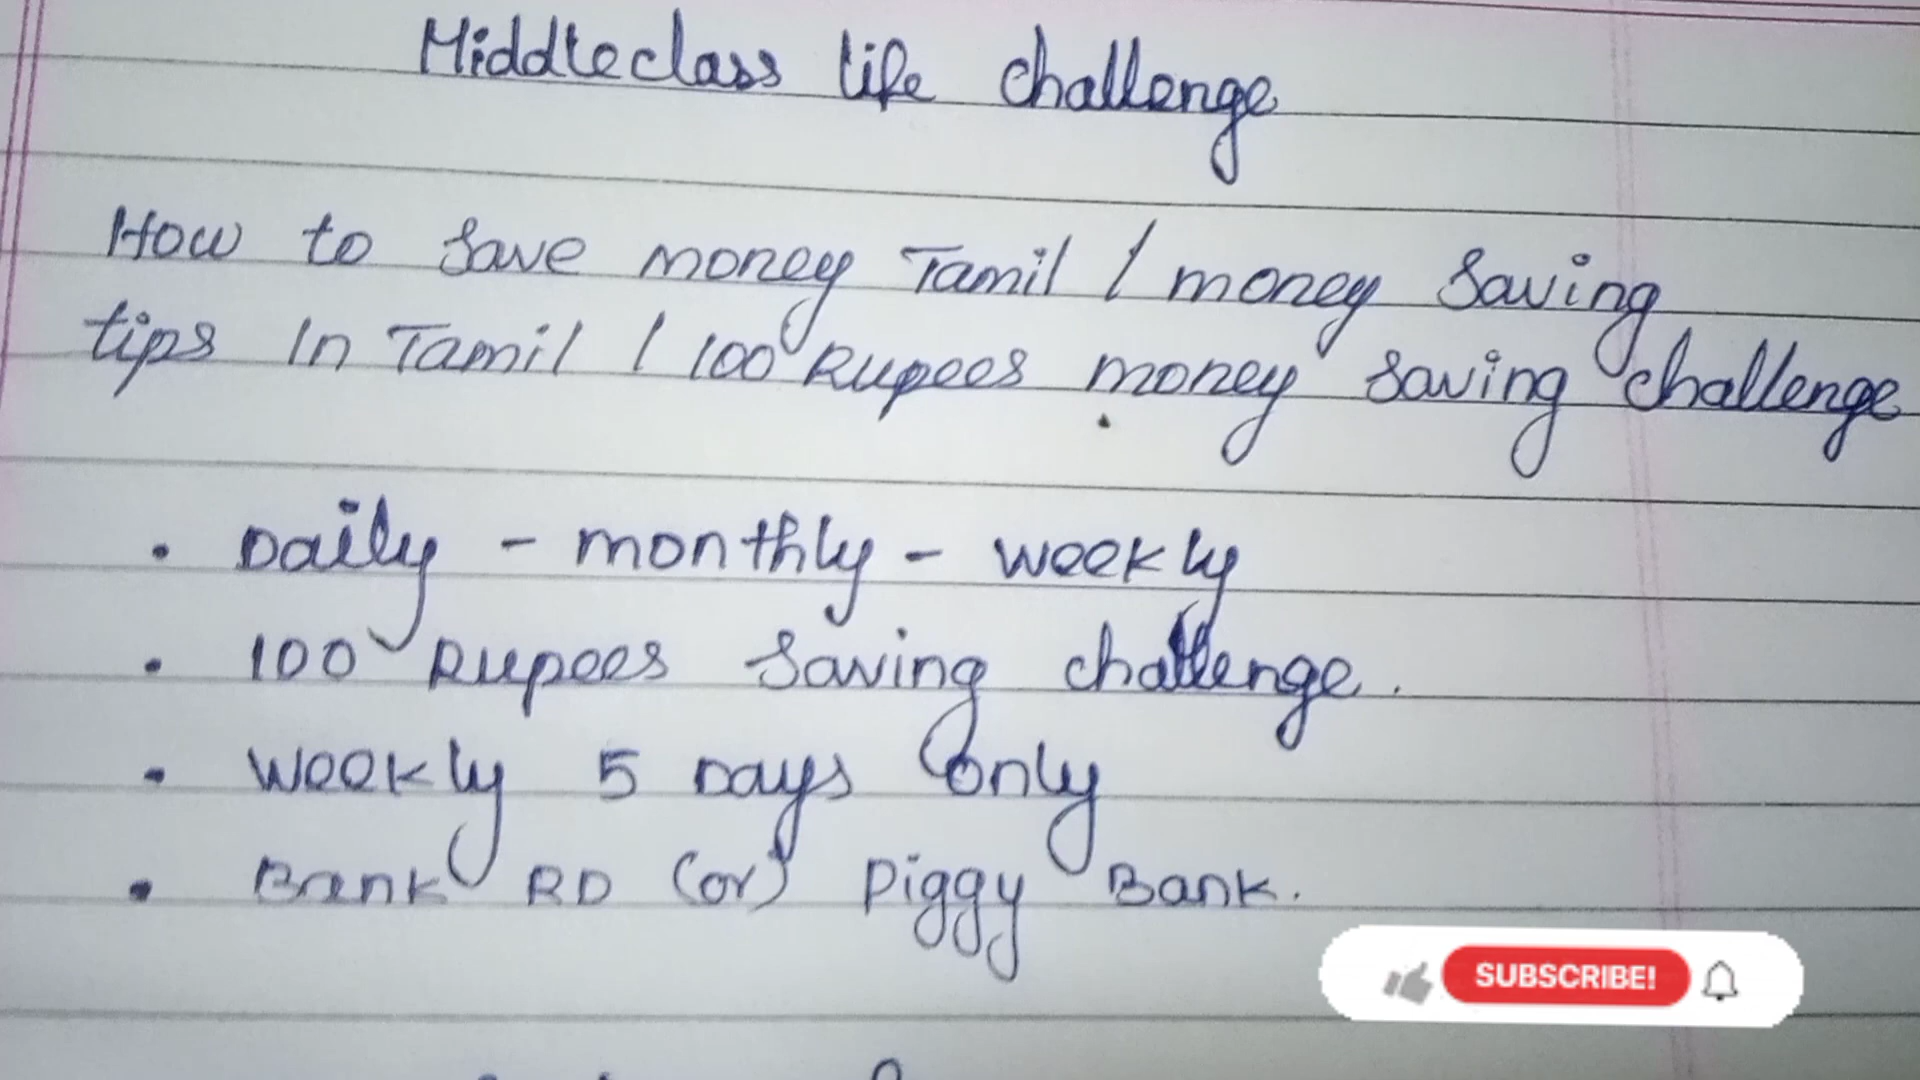 Middleclass life challenge
How to save money Tamil / money saving
tips In Tamil / 100 Rupees money saving challenge
• Daily - monthly - weekly
• 100 Rupees saving challenge.
• weekly 5 Days only
• Bank RD (or) Piggy Bank.
SUBSCRIBE!